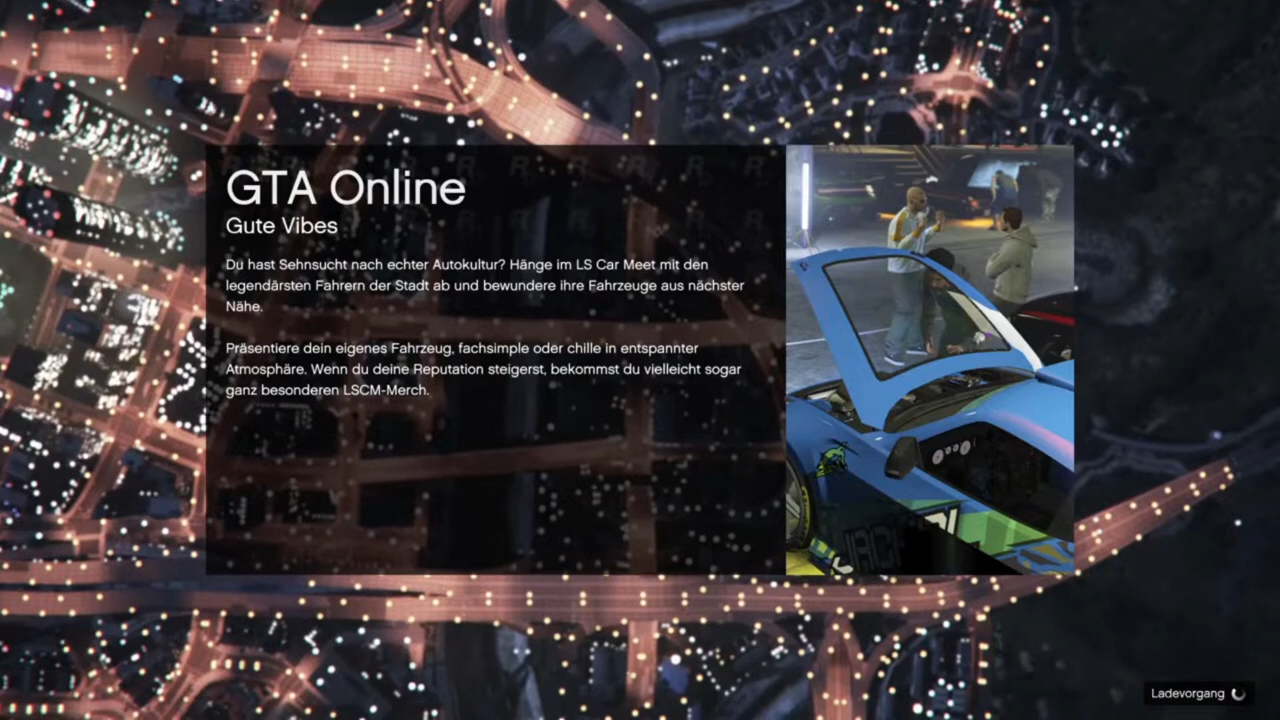 GTA Online
Gute Vibes
Du hast Sehnsucht nach echter Autokultur? Hänge im LS Car Meet mit den
legendärsten Fahrern der Stadt ab und bewundere ihre Fahrzeuge aus nächster
Nähe.
Präsentiere dein eigenes Fahrzeug, fachsimple oder chille in entspannter
Atmosphäre. Wenn du deine Reputation steigerst, bekommst du vielleicht sogar
ganz besonderen LSCM-Merch.
Ladevorgang